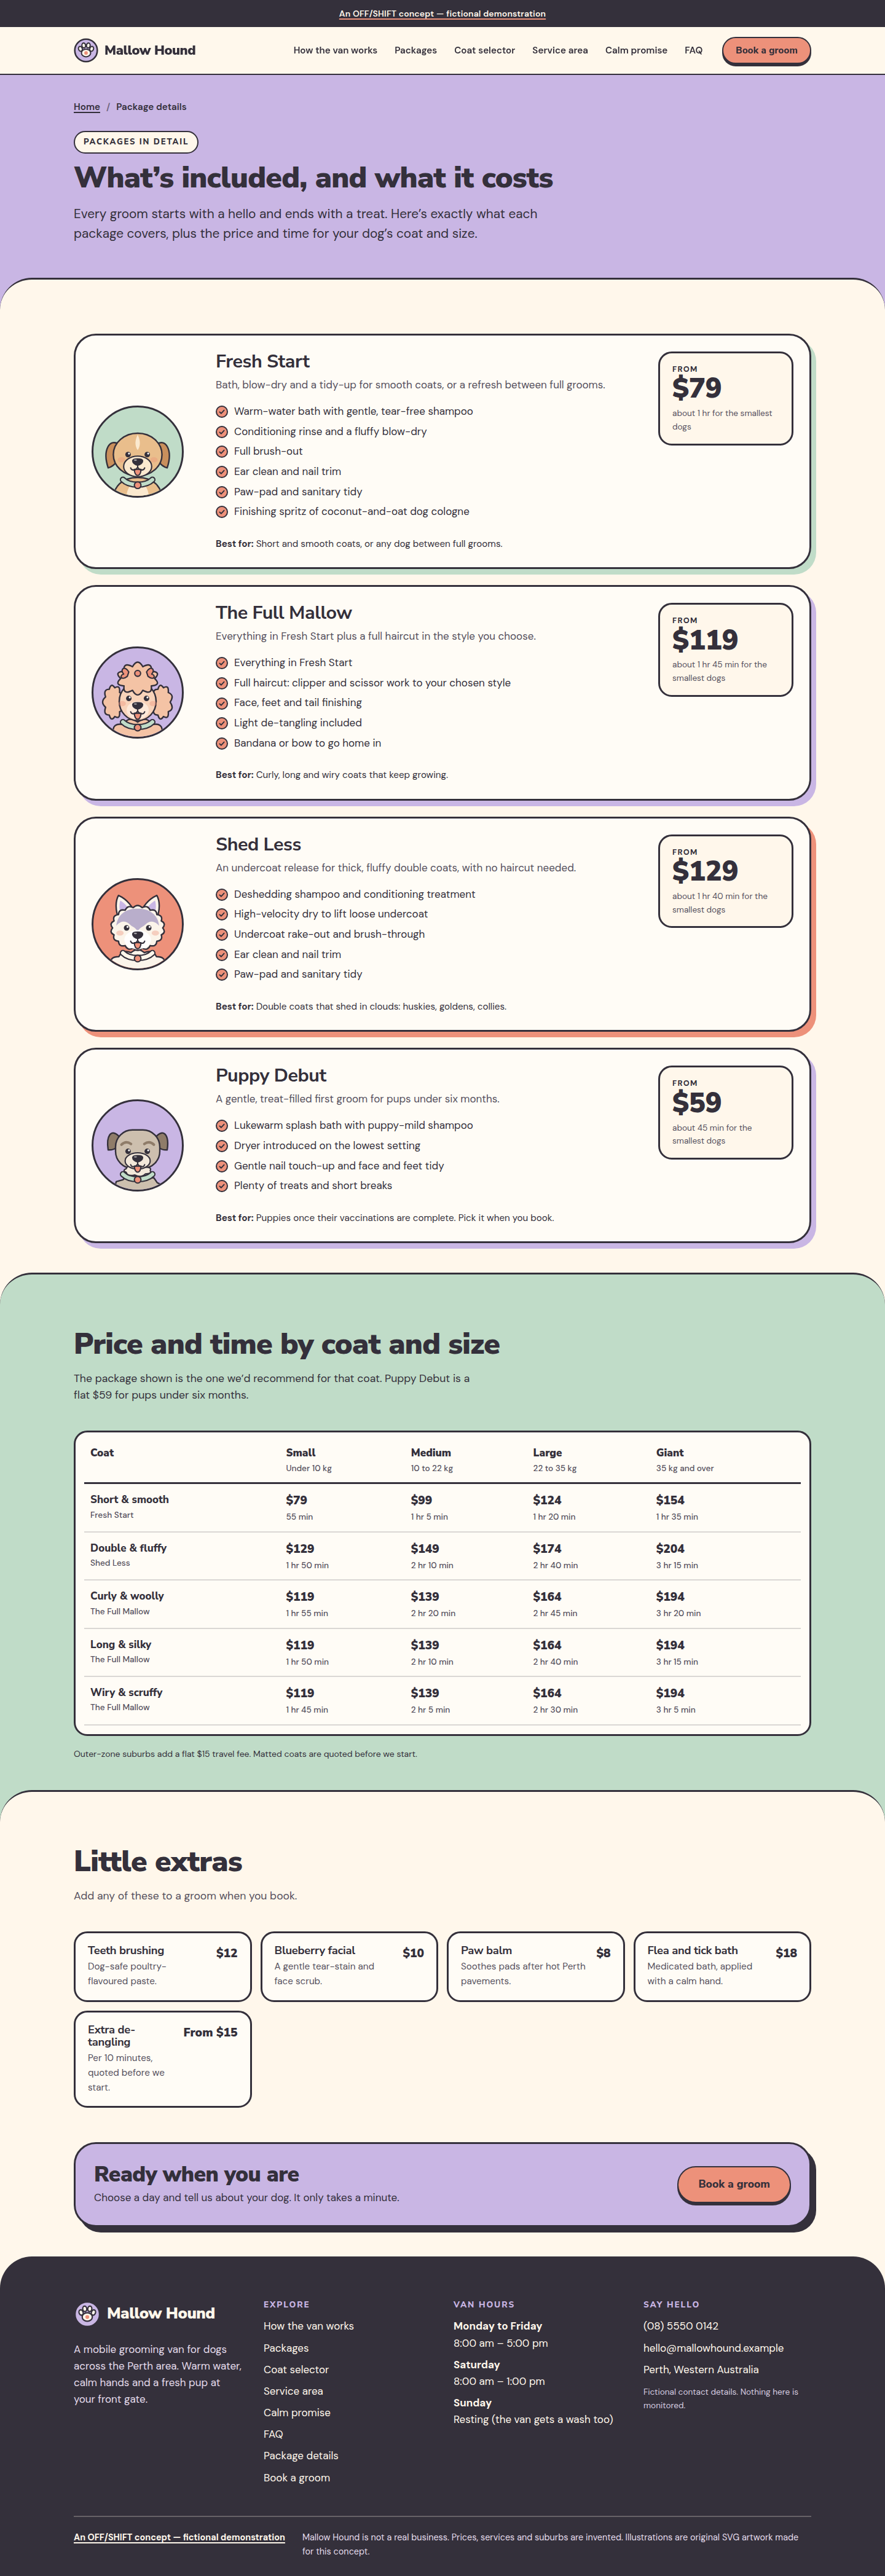 An OFF/SHIFT concept — fictional demonstration
Mallow Hound
How the van works
Packages
Coat selector
Service area
Calm promise
FAQ
Book a groom
Home / Package details
PACKAGES IN DETAIL
What’s included, and what it costs
Every groom starts with a hello and ends with a treat. Here’s exactly what each
package covers, plus the price and time for your dog’s coat and size.
Fresh Start
Bath, blow-dry and a tidy-up for smooth coats, or a refresh between full grooms.
Warm-water bath with gentle, tear-free shampoo
Conditioning rinse and a fluffy blow-dry
Full brush-out
Ear clean and nail trim
Paw-pad and sanitary tidy
Finishing spritz of coconut-and-oat dog cologne
Best for: Short and smooth coats, or any dog between full grooms.
FROM
$79
about 1 hr for the smallest
dogs
The Full Mallow
Everything in Fresh Start plus a full haircut in the style you choose.
Everything in Fresh Start
Full haircut: clipper and scissor work to your chosen style
Face, feet and tail finishing
Light de-tangling included
Bandana or bow to go home in
Best for: Curly, long and wiry coats that keep growing.
FROM
$119
about 1 hr 45 min for the
smallest dogs
Shed Less
An undercoat release for thick, fluffy double coats, with no haircut needed.
Deshedding shampoo and conditioning treatment
High-velocity dry to lift loose undercoat
Undercoat rake-out and brush-through
Ear clean and nail trim
Paw-pad and sanitary tidy
Best for: Double coats that shed in clouds: huskies, goldens, collies.
FROM
$129
about 1 hr 40 min for the
smallest dogs
Puppy Debut
A gentle, treat-filled first groom for pups under six months.
Lukewarm splash bath with puppy-mild shampoo
Dryer introduced on the lowest setting
Gentle nail touch-up and face and feet tidy
Plenty of treats and short breaks
Best for: Puppies once their vaccinations are complete. Pick it when you book.
FROM
$59
about 45 min for the
smallest dogs
Price and time by coat and size
The package shown is the one we’d recommend for that coat. Puppy Debut is a
flat $59 for pups under six months.
Coat Small Medium Large Giant
Under 10 kg 10 to 22 kg 22 to 35 kg 35 kg and over
Short & smooth $79 $99 $124 $154
Fresh Start 55 min 1 hr 5 min 1 hr 20 min 1 hr 35 min
Double & fluffy $129 $149 $174 $204
Shed Less 1 hr 50 min 2 hr 10 min 2 hr 40 min 3 hr 15 min
Curly & woolly $119 $139 $164 $194
The Full Mallow 1 hr 55 min 2 hr 20 min 2 hr 45 min 3 hr 20 min
Long & silky $119 $139 $164 $194
The Full Mallow 1 hr 50 min 2 hr 10 min 2 hr 40 min 3 hr 15 min
Wiry & scruffy $119 $139 $164 $194
The Full Mallow 1 hr 45 min 2 hr 5 min 2 hr 30 min 3 hr 5 min
Outer-zone suburbs add a flat $15 travel fee. Matted coats are quoted before we start.
Little extras
Add any of these to a groom when you book.
Teeth brushing $12
Dog-safe poultry-
flavoured paste.
Blueberry facial $10
A gentle tear-stain and
face scrub.
Paw balm $8
Soothes pads after hot Perth
pavements.
Flea and tick bath $18
Medicated bath, applied
with a calm hand.
Extra de-
tangling
From $15
Per 10 minutes,
quoted before we
start.
Ready when you are
Choose a day and tell us about your dog. It only takes a minute.
Book a groom
Mallow Hound
A mobile grooming van for dogs
across the Perth area. Warm water,
calm hands and a fresh pup at
your front gate.
EXPLORE
How the van works
Packages
Coat selector
Service area
Calm promise
FAQ
Package details
Book a groom
VAN HOURS
Monday to Friday
8:00 am – 5:00 pm
Saturday
8:00 am – 1:00 pm
Sunday
Resting (the van gets a wash too)
SAY HELLO
(08) 5550 0142
hello@mallowhound.example
Perth, Western Australia
Fictional contact details. Nothing here is
monitored.
An OFF/SHIFT concept — fictional demonstration
Mallow Hound is not a real business. Prices, services and suburbs are invented. Illustrations are original SVG artwork made
for this concept.